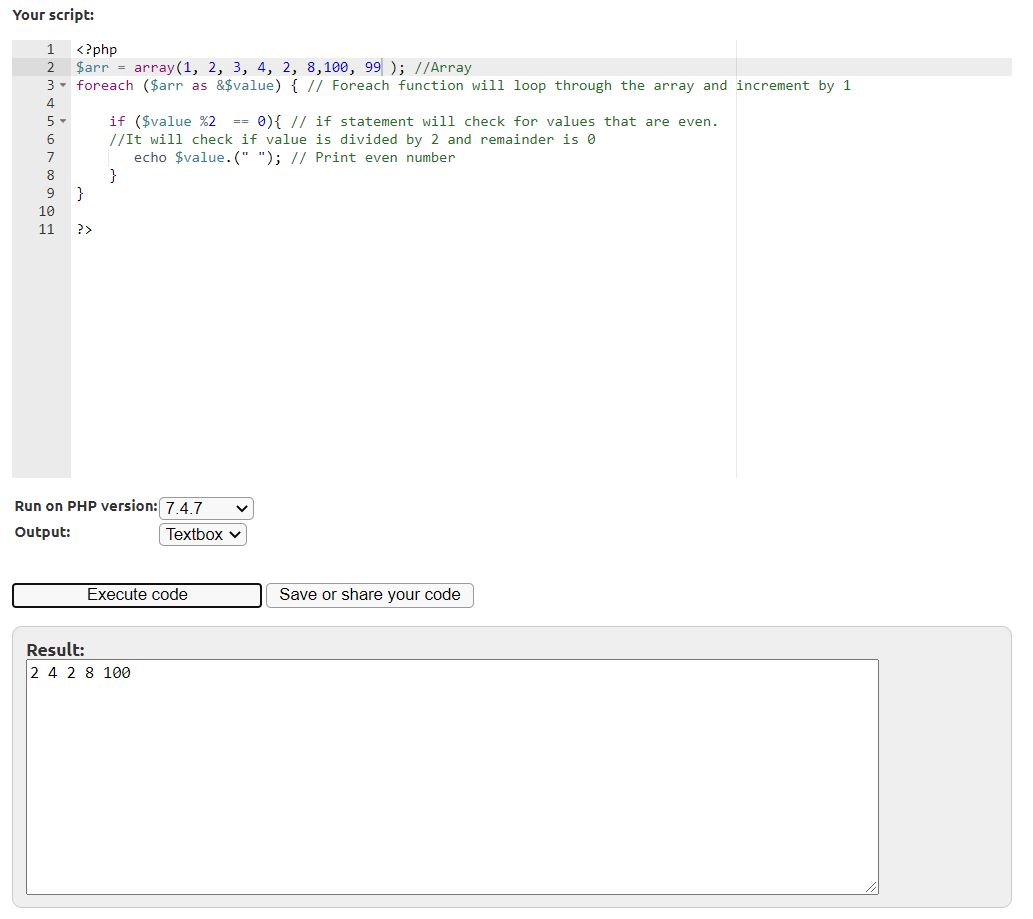 Your script:
1 <?php
2 $arr = array(1, 2, 3, 4, 2, 8,100, 99 ); //Array
3 foreach ($arr as &$value) { // Foreach function will loop through the array and increment by 1
4
5 if ($value %2  == 0){ // if statement will check for values that are even.
6 //It will check if value is divided by 2 and remainder is 0
7 echo $value.(" "); // Print even number
8 }
9 }
10
11 ?>
Run on PHP version: 7.4.7
Output: Textbox
Execute code Save or share your code
Result:
2 4 2 8 100